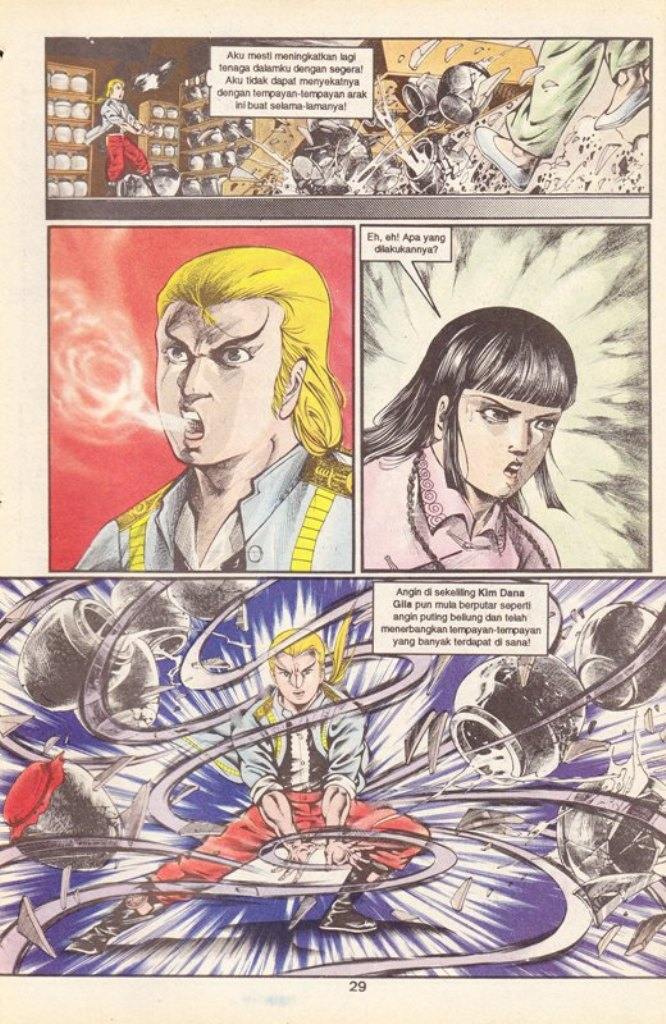 Aku mesti meningkatkan lagi
tenaga dalamku dengan segera!
Aku tidak dapat menyekatnya
dengan tempayan-tempayan arak
ini buat selama-lamanya!
Eh, eh! Apa yang
dilakukannya?
Angin di sekeliling Kim Dana
Gila pun mula berputar seperti
angin puting beliung dan telah
menerbangkan tempayan-tempayan
yang banyak terdapat di sana!
29